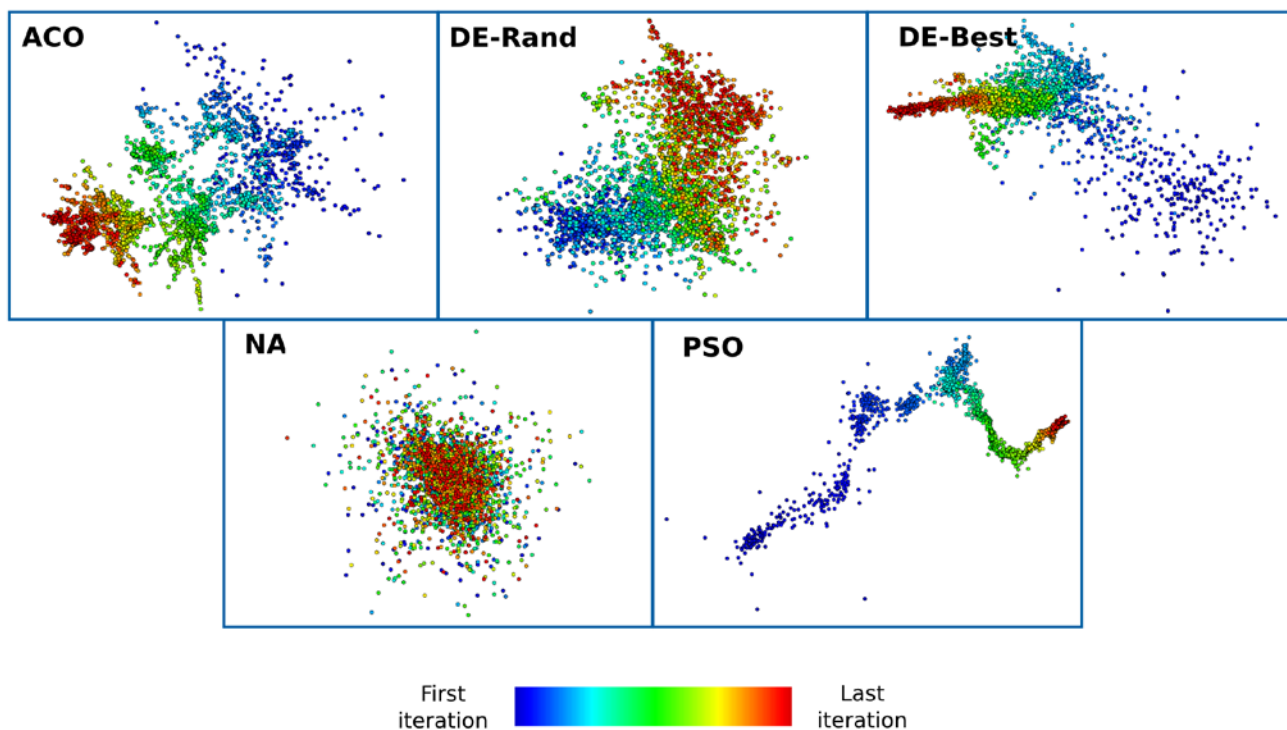 ACO
DE-Rand
DE-Best
NA
PSO
First
iteration
Last
iteration